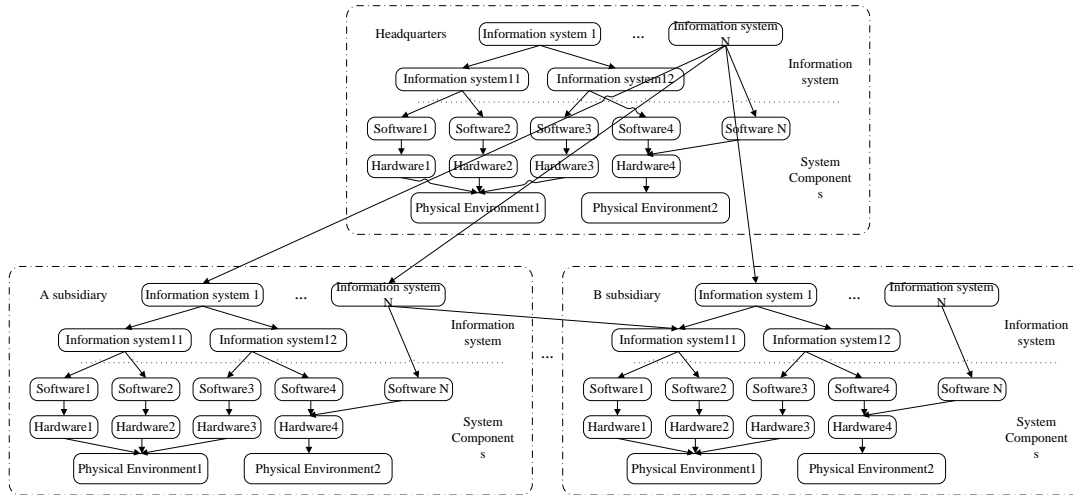 Headquarters
Information system 1
...
Information system
N
Information system11
Information system12
Information
system
Software1
Software2
Software3
Software4
Software N
Hardware1
Hardware2
Hardware3
Hardware4
System
Component
s
Physical Environment1
Physical Environment2
A subsidiary
Information system 1
...
Information system
N
Information system11
Information system12
Information
system
Software1
Software2
Software3
Software4
Software N
Hardware1
Hardware2
Hardware3
Hardware4
System
Component
s
Physical Environment1
Physical Environment2
...
B subsidiary
Information system 1
...
Information system
N
Information system11
Information system12
Information
system
Software1
Software2
Software3
Software4
Software N
Hardware1
Hardware2
Hardware3
Hardware4
System
Component
s
Physical Environment1
Physical Environment2